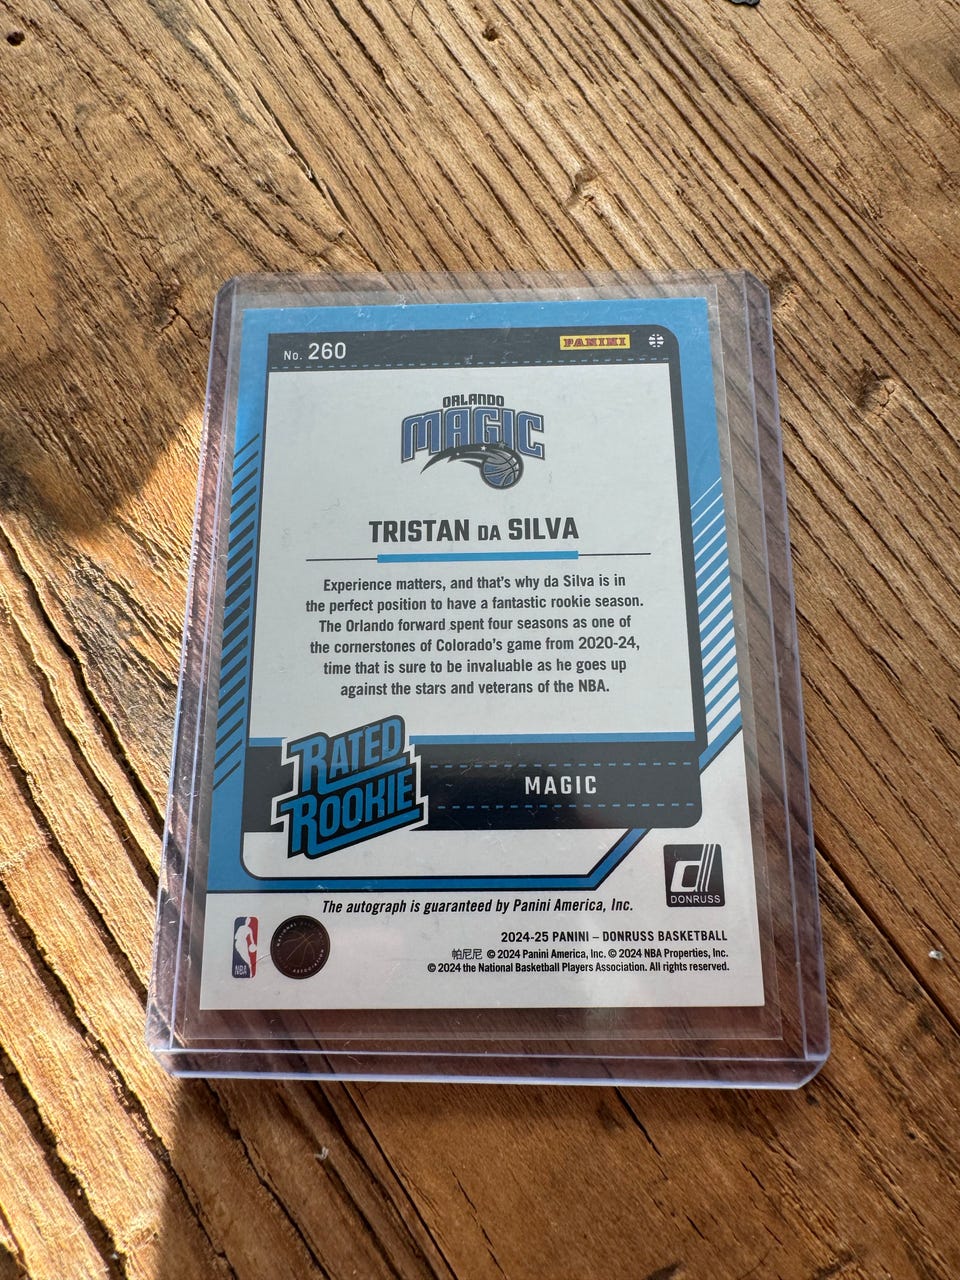 No. 260
PANINI
ORLANDO
MAGIC
TRISTAN DA SILVA
Experience matters, and that's why da Silva is in
the perfect position to have a fantastic rookie season.
The Orlando forward spent four seasons as one of
the cornerstones of Colorado's game from 2020-24,
time that is sure to be invaluable as he goes up
against the stars and veterans of the NBA.
RATED
ROOKIE
MAGIC
d
DONRUSS
The autograph is guaranteed by Panini America, Inc.
NBA
2024-25 PANINI – DONRUSS BASKETBALL
帕尼尼 © 2024 Panini America, Inc. © 2024 NBA Properties, Inc.
© 2024 the National Basketball Players Association. All rights reserved.